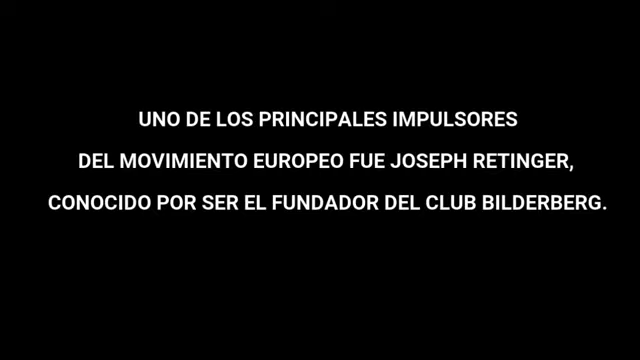 UNO DE LOS PRINCIPALES IMPULSORES
DEL MOVIMIENTO EUROPEO FUE JOSEPH RETINGER,
CONOCIDO POR SER EL FUNDADOR DEL CLUB BILDERBERG.